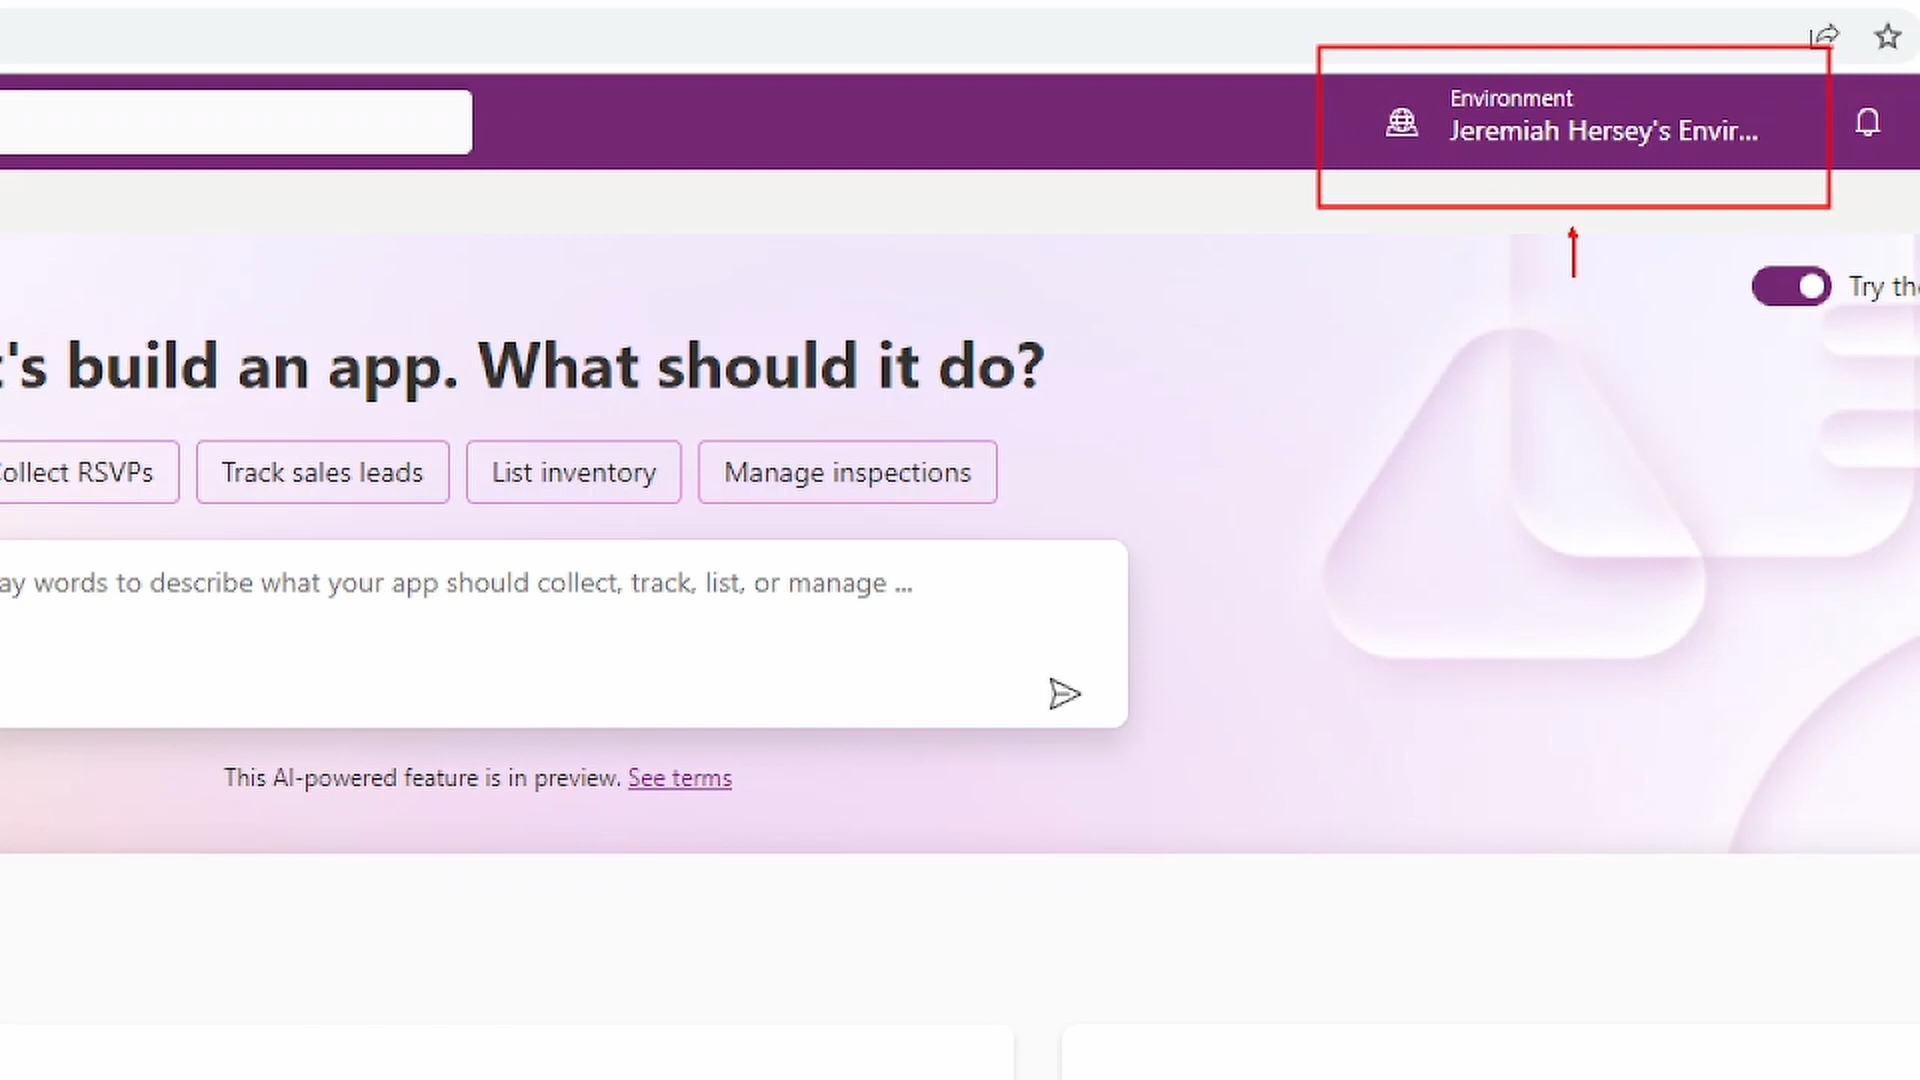 Environment
Jeremiah Hersey's Envir...
Try
's build an app. What should it do?
ollect RSVPs
Track sales leads
List inventory
Manage inspections
ay words to describe what your app should collect, track, list, or manage ...
This AI-powered feature is in preview. See terms